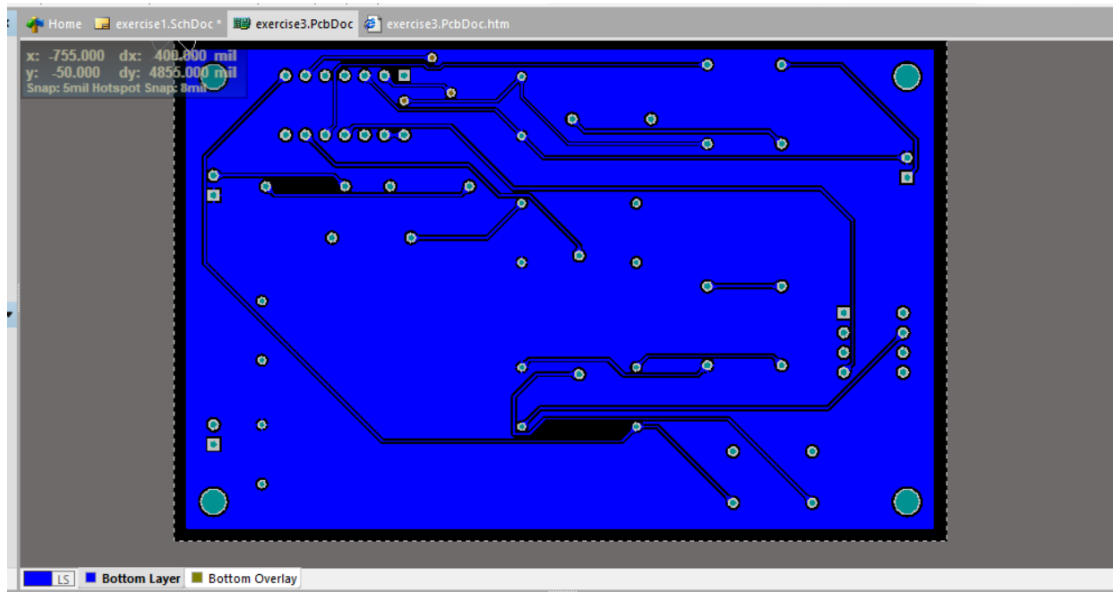 Home exercise1.SchDoc * exercise3.PcbDoc exercise3.PcbDoc.htm
x: -755.000 dx: 400.000 mil
y: -50.000 dy: 4855.000 mil
Snap: 5mil Hotspot Snap: 8mil
LS Bottom Layer Bottom Overlay